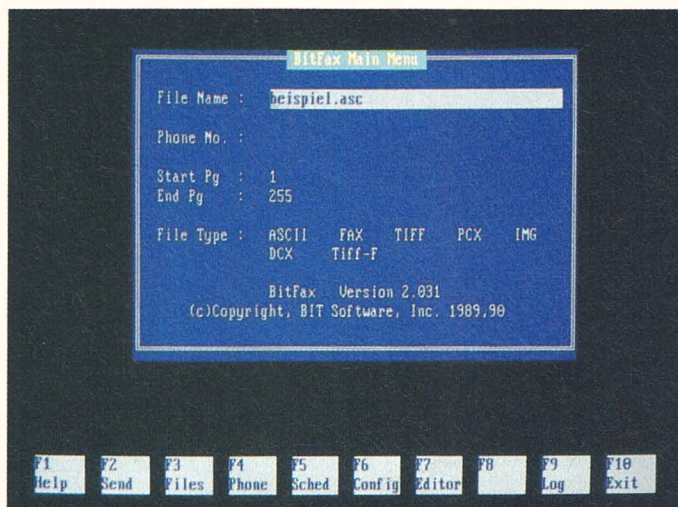 BitFax Main Menu
File Name : beispiel.asc
Phone No. :
Start Pg : 1
End Pg : 255
File Type : ASCII FAX TIFF PCX IMG
DCX Tiff-F
BitFax Version 2.031
(c)Copyright, BIT Software, Inc. 1989,90
F1 F2 F3 F4 F5 F6 F7 F8 F9 F10
Help Send Files Phone Sched Config Editor Log Exit